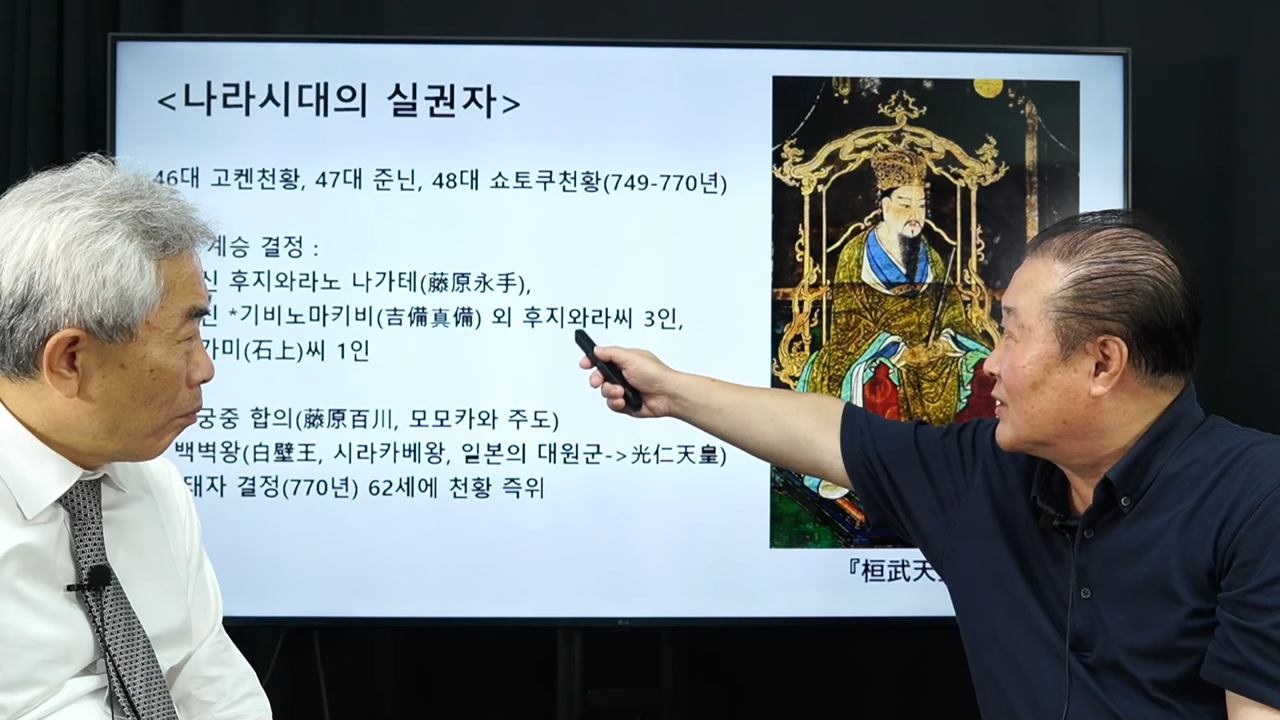 <나라시대의 실권자>
46대 고켄천황, 47대 준닌, 48대 쇼토쿠천황(749-770년)
계승 결정 :
신 후지와라노 나가테(藤原永手),
신 *기비노마키비(吉備真備) 외 후지와라씨 3인,
가미(石上)씨 1인
궁중 합의(藤原百川, 모모카와 주도)
백벽왕(白壁王, 시라카베왕, 일본의 대원군->光仁天皇)
태자 결정(770년) 62세에 천황 즉위
『桓武天
LG